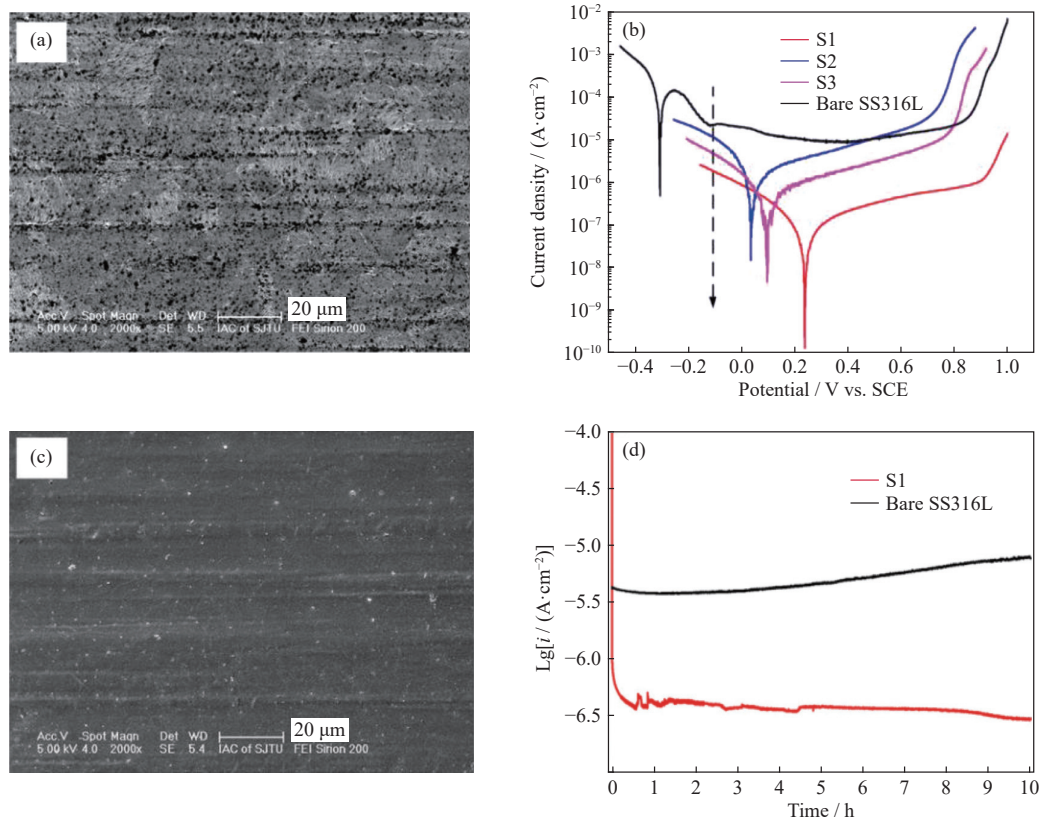 (a)
20 μm
Acc.V Spot Magn Det WD
5.00 kV 4.0 2000x SE 5.5 IAC of SJTU FEI Sirion 200
(b)
S1
S2
S3
Bare SS316L
10⁻²
10⁻³
10⁻⁴
10⁻⁵
10⁻⁶
10⁻⁷
10⁻⁸
10⁻⁹
10⁻¹⁰
Current density / (A·cm⁻²)
−0.4 −0.2 0.0 0.2 0.4 0.6 0.8 1.0
Potential / V vs. SCE
(c)
20 μm
Acc.V Spot Magn Det WD
5.00 kV 4.0 2000x SE 5.4 IAC of SJTU FEI Sirion 200
(d)
S1
Bare SS316L
−4.0
−4.5
−5.0
−5.5
−6.0
−6.5
Lg[i / (A·cm⁻²)]
0 1 2 3 4 5 6 7 8 9 10
Time / h